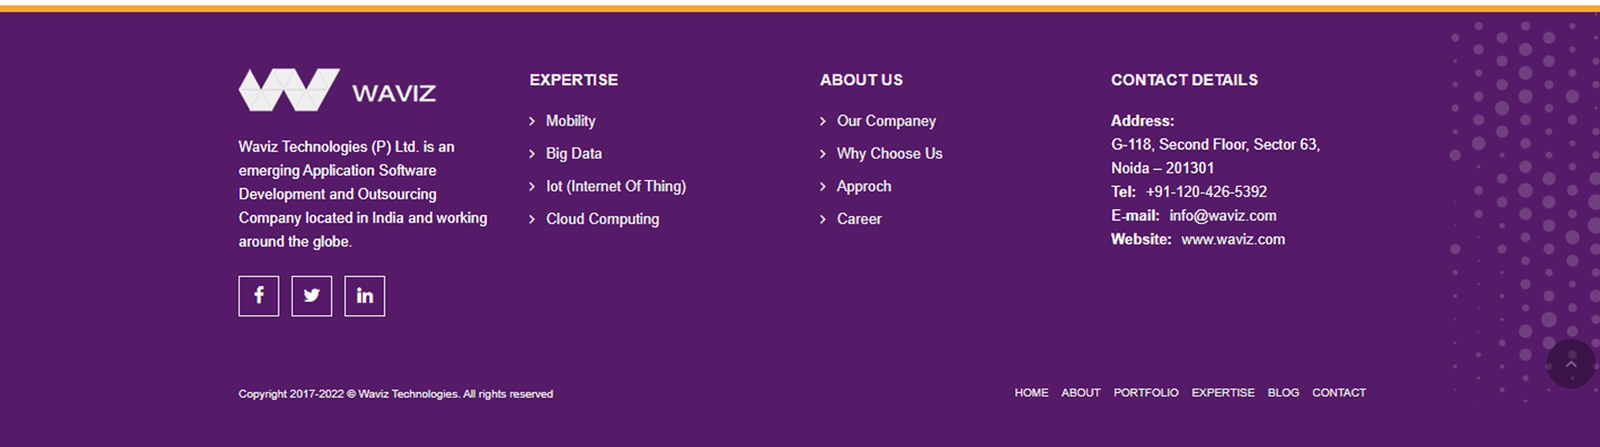 WAVIZ
Waviz Technologies (P) Ltd. is an
emerging Application Software
Development and Outsourcing
Company located in India and working
around the globe.
EXPERTISE
Mobility
Big Data
Iot (Internet Of Thing)
Cloud Computing
ABOUT US
Our Companey
Why Choose Us
Approch
Career
CONTACT DETAILS
Address:
G-118, Second Floor, Sector 63,
Noida – 201301
Tel: +91-120-426-5392
E-mail: info@waviz.com
Website: www.waviz.com
Copyright 2017-2022 © Waviz Technologies. All rights reserved
HOME ABOUT PORTFOLIO EXPERTISE BLOG CONTACT